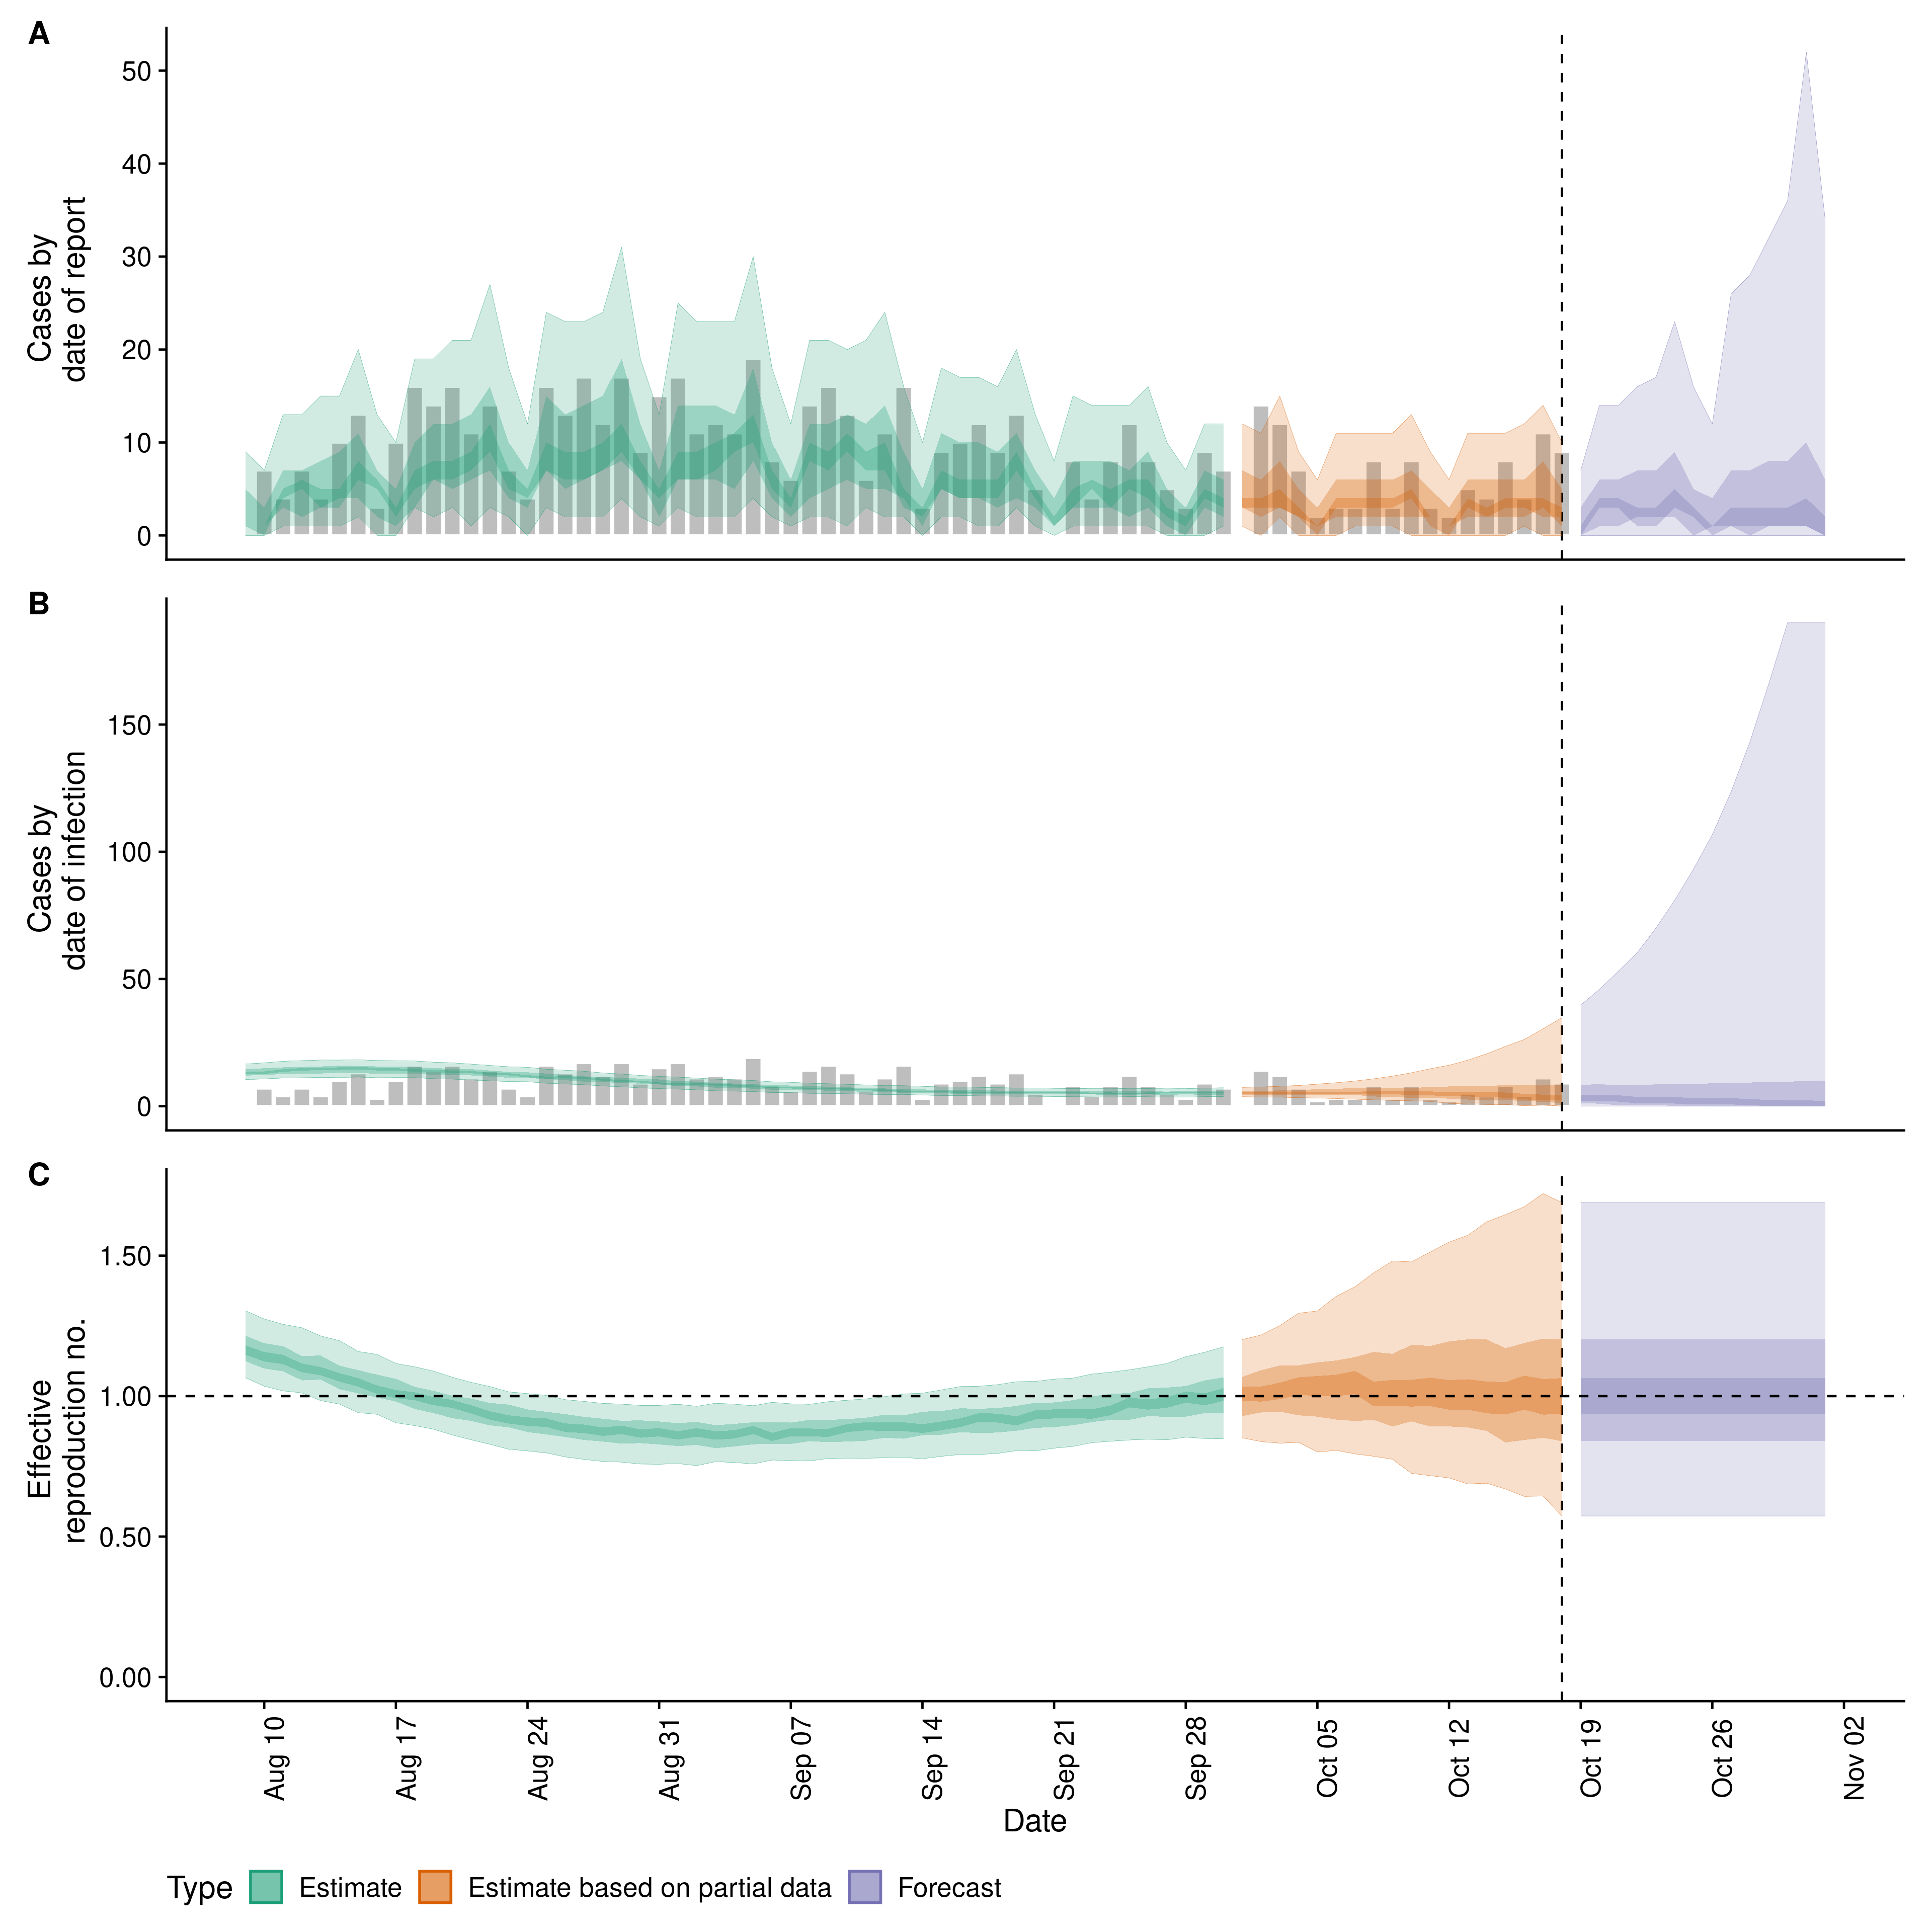 A
50
40
30
20
10
0
Cases by
date of report
B
150
100
50
0
Cases by
date of infection
C
1.50
1.00
0.50
0.00
Effective
reproduction no.
Aug 10
Aug 17
Aug 24
Aug 31
Sep 07
Sep 14
Sep 21
Sep 28
Oct 05
Oct 12
Oct 19
Oct 26
Nov 02
Date
Type Estimate Estimate based on partial data Forecast